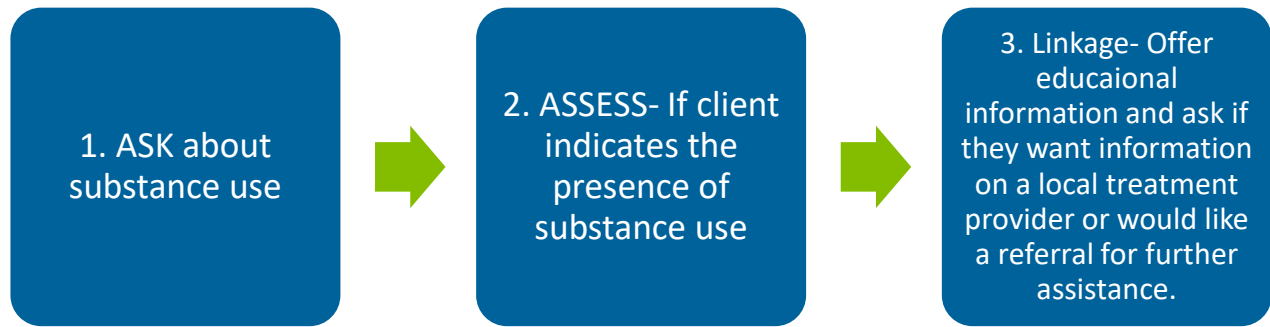 1. ASK about
substance use
2. ASSESS- If client
indicates the
presence of
substance use
3. Linkage- Offer
educaional
information and ask if
they want information
on a local treatment
provider or would like
a referral for further
assistance.